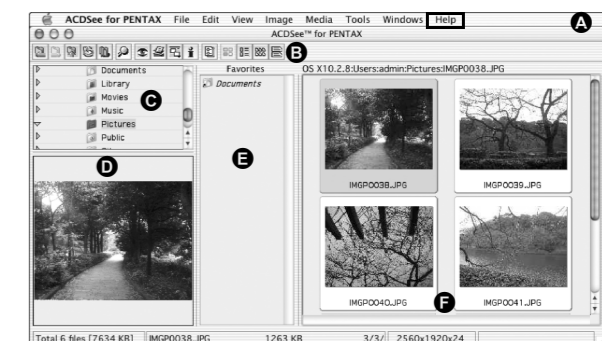 ACDSee for PENTAX File Edit View Image Media Tools Windows Help A
ACDSee™ for PENTAX
B
Favorites OS X10.2.8:Users:admin:Pictures:IMGP0038.JPG
Documents
Library
Movies
Music
Pictures
Public
C
Documents
D
E
IMGP0038.JPG IMGP0039.JPG
IMGP0040.JPG F IMGP0041.JPG
Total 6 files [7634 KB] IMGP0038.JPG 1263 KB 3/3/ 2560x1920x24